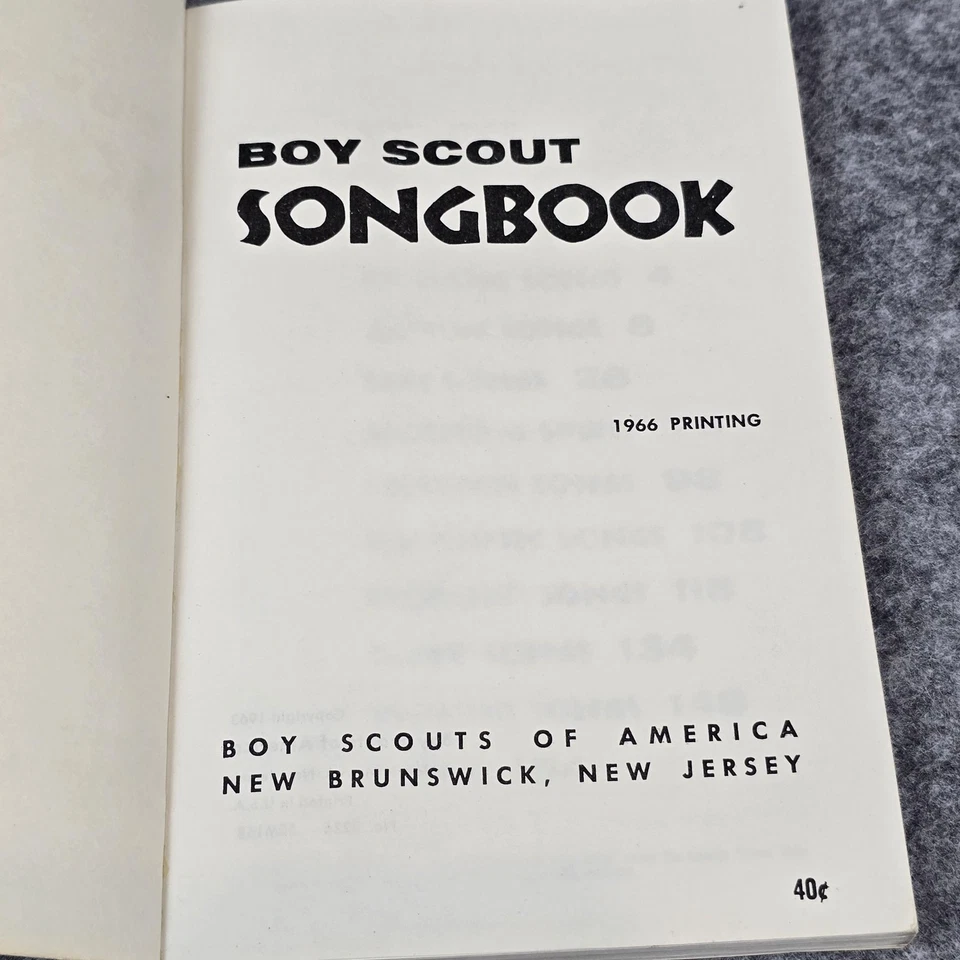 BOY SCOUT
SONGBOOK
1966 PRINTING
BOY SCOUTS OF AMERICA
NEW BRUNSWICK, NEW JERSEY
40¢